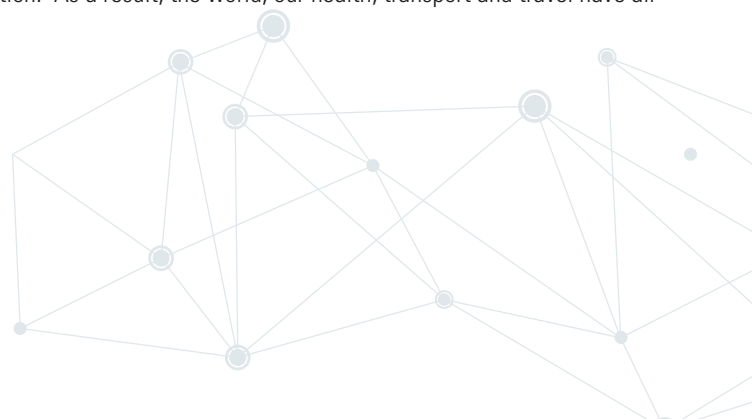 tion. As a result, the world, our health, transport and travel have all